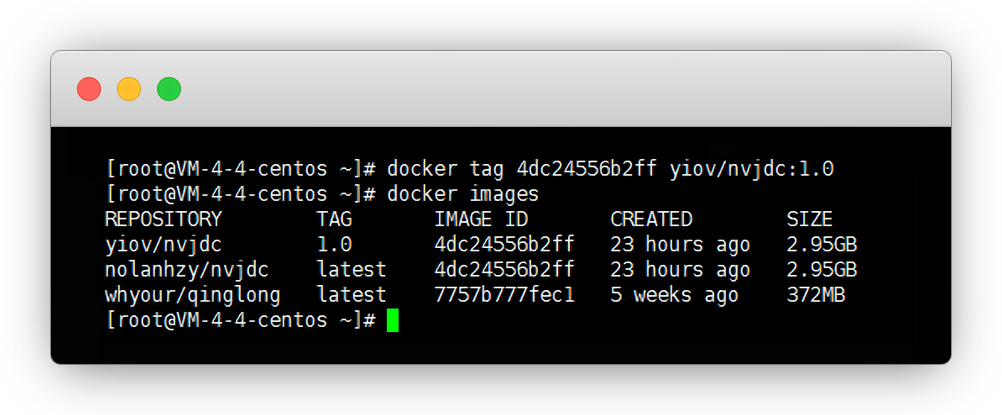 [root@VM-4-4-centos ~]# docker tag 4dc24556b2ff yiov/nvjdc:1.0
[root@VM-4-4-centos ~]# docker images
REPOSITORY TAG IMAGE ID CREATED SIZE
yiov/nvjdc 1.0 4dc24556b2ff 23 hours ago 2.95GB
nolanhzy/nvjdc latest 4dc24556b2ff 23 hours ago 2.95GB
whyour/qinglong latest 7757b777fec1 5 weeks ago 372MB
[root@VM-4-4-centos ~]#